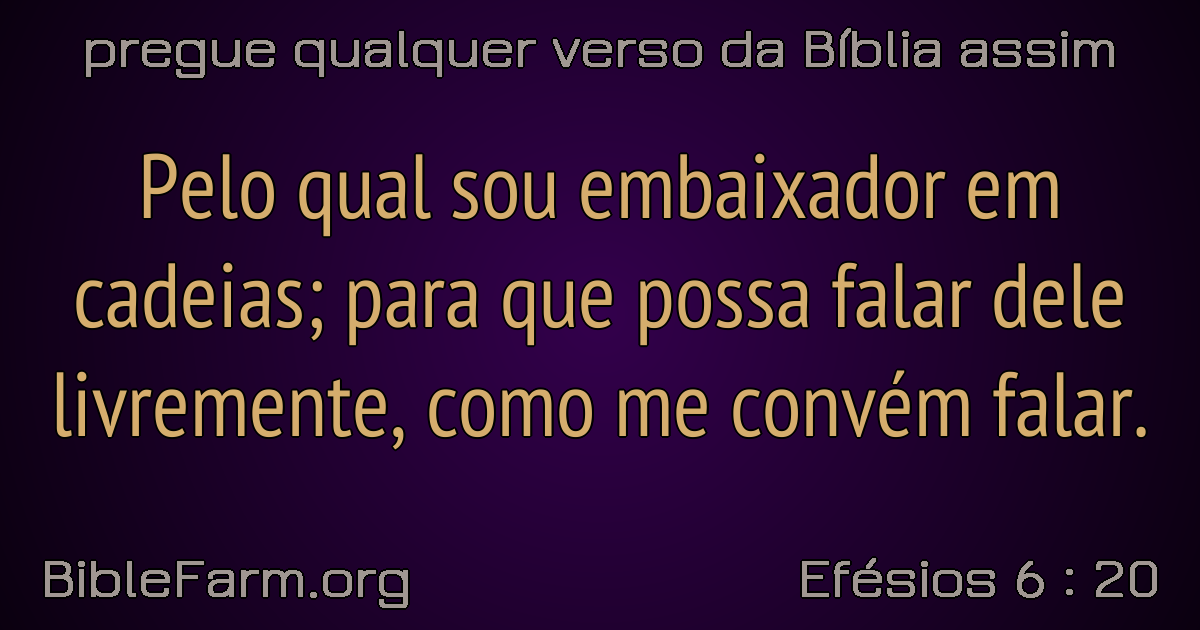 pregue qualquer verso da Bíblia assim
Pelo qual sou embaixador em
cadeias; para que possa falar dele
livremente, como me convém falar.
BibleFarm.org
Efésios 6 : 20